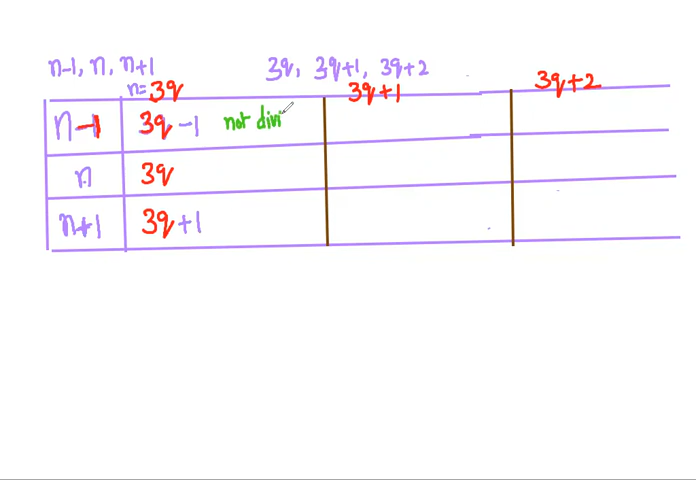 n-1, n, n+1 3q, 3q+1, 3q+2
n= 3q 3q+1 3q+2
n-1 3q-1 not divi
n 3q
n+1 3q+1